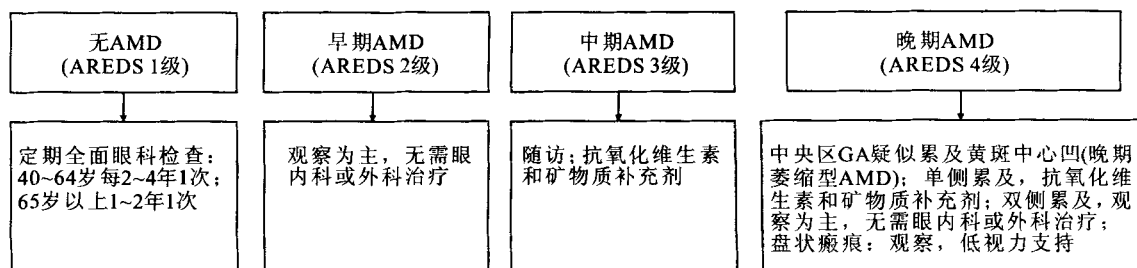 无AMD
(AREDS 1级)
早期AMD
(AREDS 2级)
中期AMD
(AREDS 3级)
晚期AMD
(AREDS 4级)
定期全面眼科检查：
40~64岁每2~4年1次；
65岁以上1~2年1次
观察为主，无需眼
内科或外科治疗
随访；抗氧化维生素
和矿物质补充剂
中央区GA疑似累及黄斑中心凹(晚期
萎缩型AMD)；单侧累及，抗氧化维
生素和矿物质补充剂；双侧累及，观
察为主，无需眼内科或外科治疗；
盘状瘢痕：观察，低视力支持